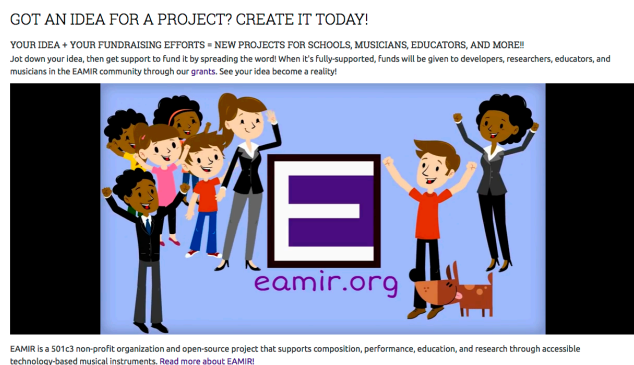 GOT AN IDEA FOR A PROJECT? CREATE IT TODAY!
YOUR IDEA + YOUR FUNDRAISING EFFORTS = NEW PROJECTS FOR SCHOOLS, MUSICIANS, EDUCATORS, AND MORE!!
Jot down your idea, then get support to fund it by spreading the word! When it's fully-supported, funds will be given to developers, researchers, educators, and
musicians in the EAMIR community through our grants. See your idea become a reality!
E
eamir.org
EAMIR is a 501c3 non-profit organization and open-source project that supports composition, performance, education, and research through accessible
technology-based musical instruments. Read more about EAMIR!